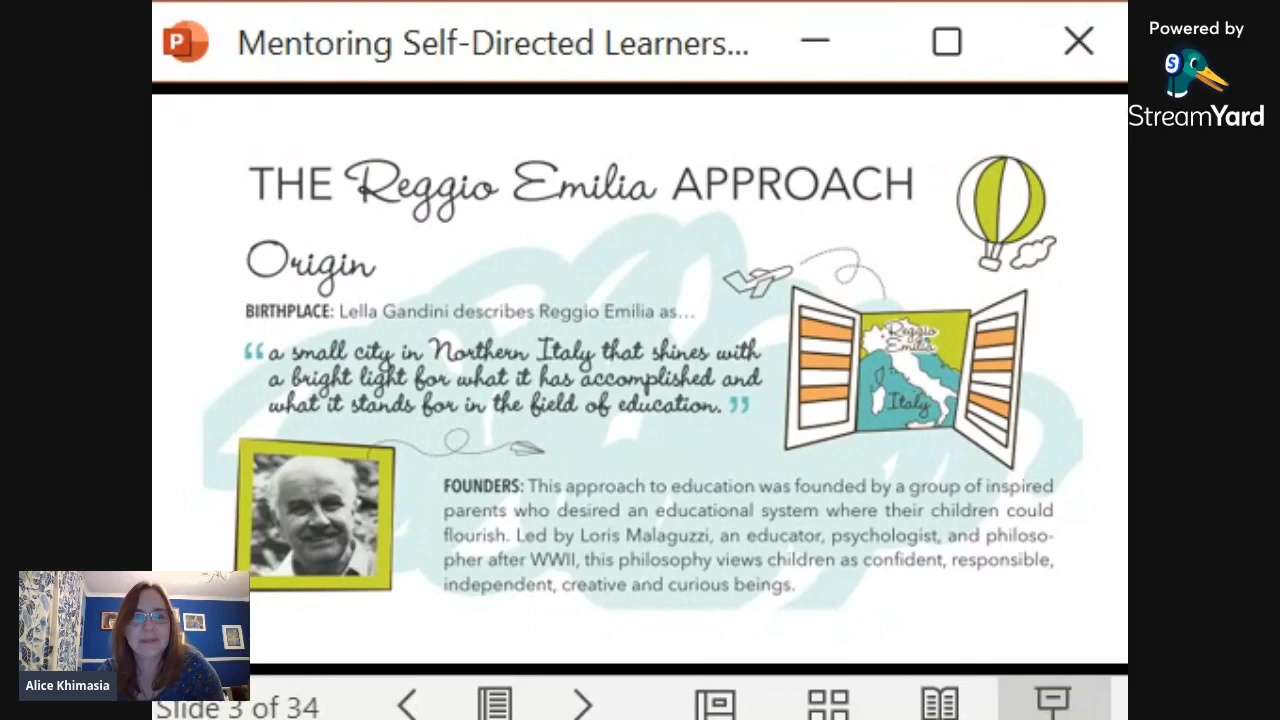 Mentoring Self-Directed Learners...
Powered by
StreamYard
THE Reggio Emilia APPROACH
Origin
BIRTHPLACE: Lella Gandini describes Reggio Emilia as...
“a small city in Northern Italy that shines with
a bright light for what it has accomplished and
what it stands for in the field of education.”
Reggio
Emilia
Italy
FOUNDERS: This approach to education was founded by a group of inspired
parents who desired an educational system where their children could
flourish. Led by Loris Malaguzzi, an educator, psychologist, and philoso-
pher after WWII, this philosophy views children as confident, responsible,
independent, creative and curious beings.
Alice Khimasia
Slide 3 of 34